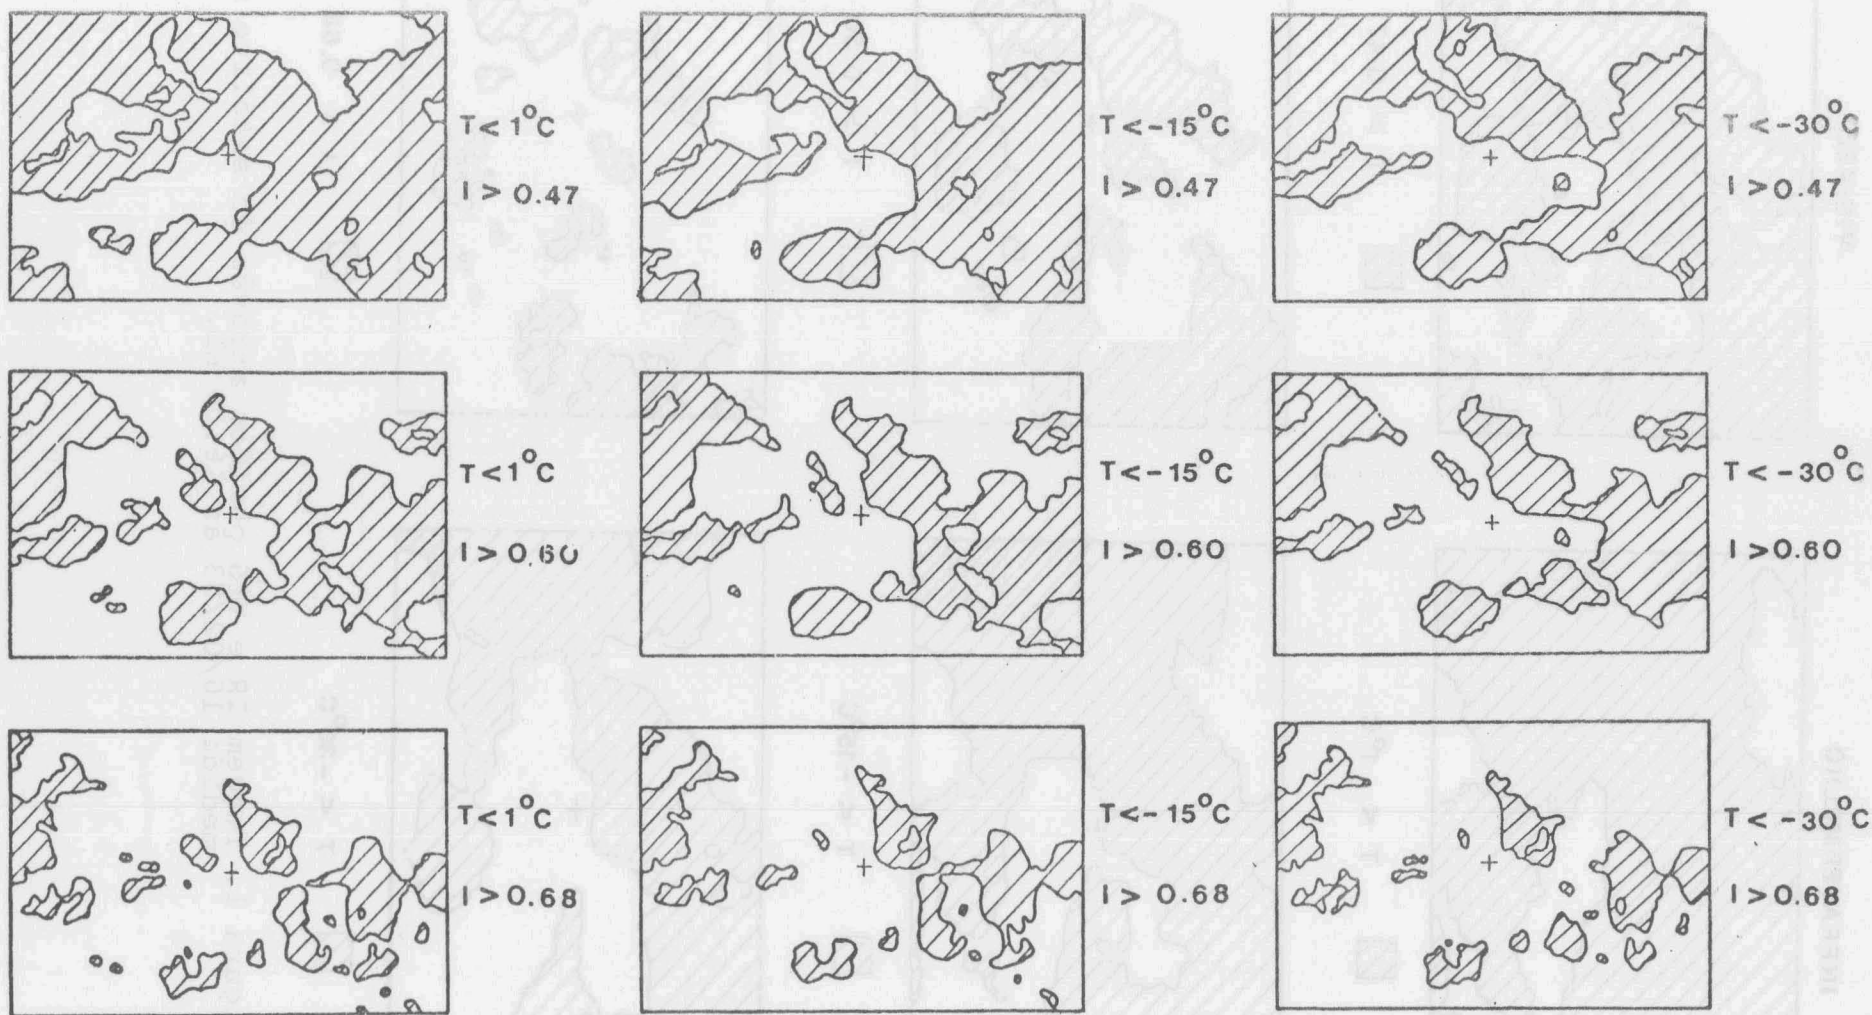 T < 1°C
I > 0.47
T < -15°C
I > 0.47
T < -30°C
I > 0.47
T < 1°C
I > 0.60
T < -15°C
I > 0.60
T < -30°C
I > 0.60
T < 1°C
I > 0.68
T < -15°C
I > 0.68
T < -30°C
I > 0.68